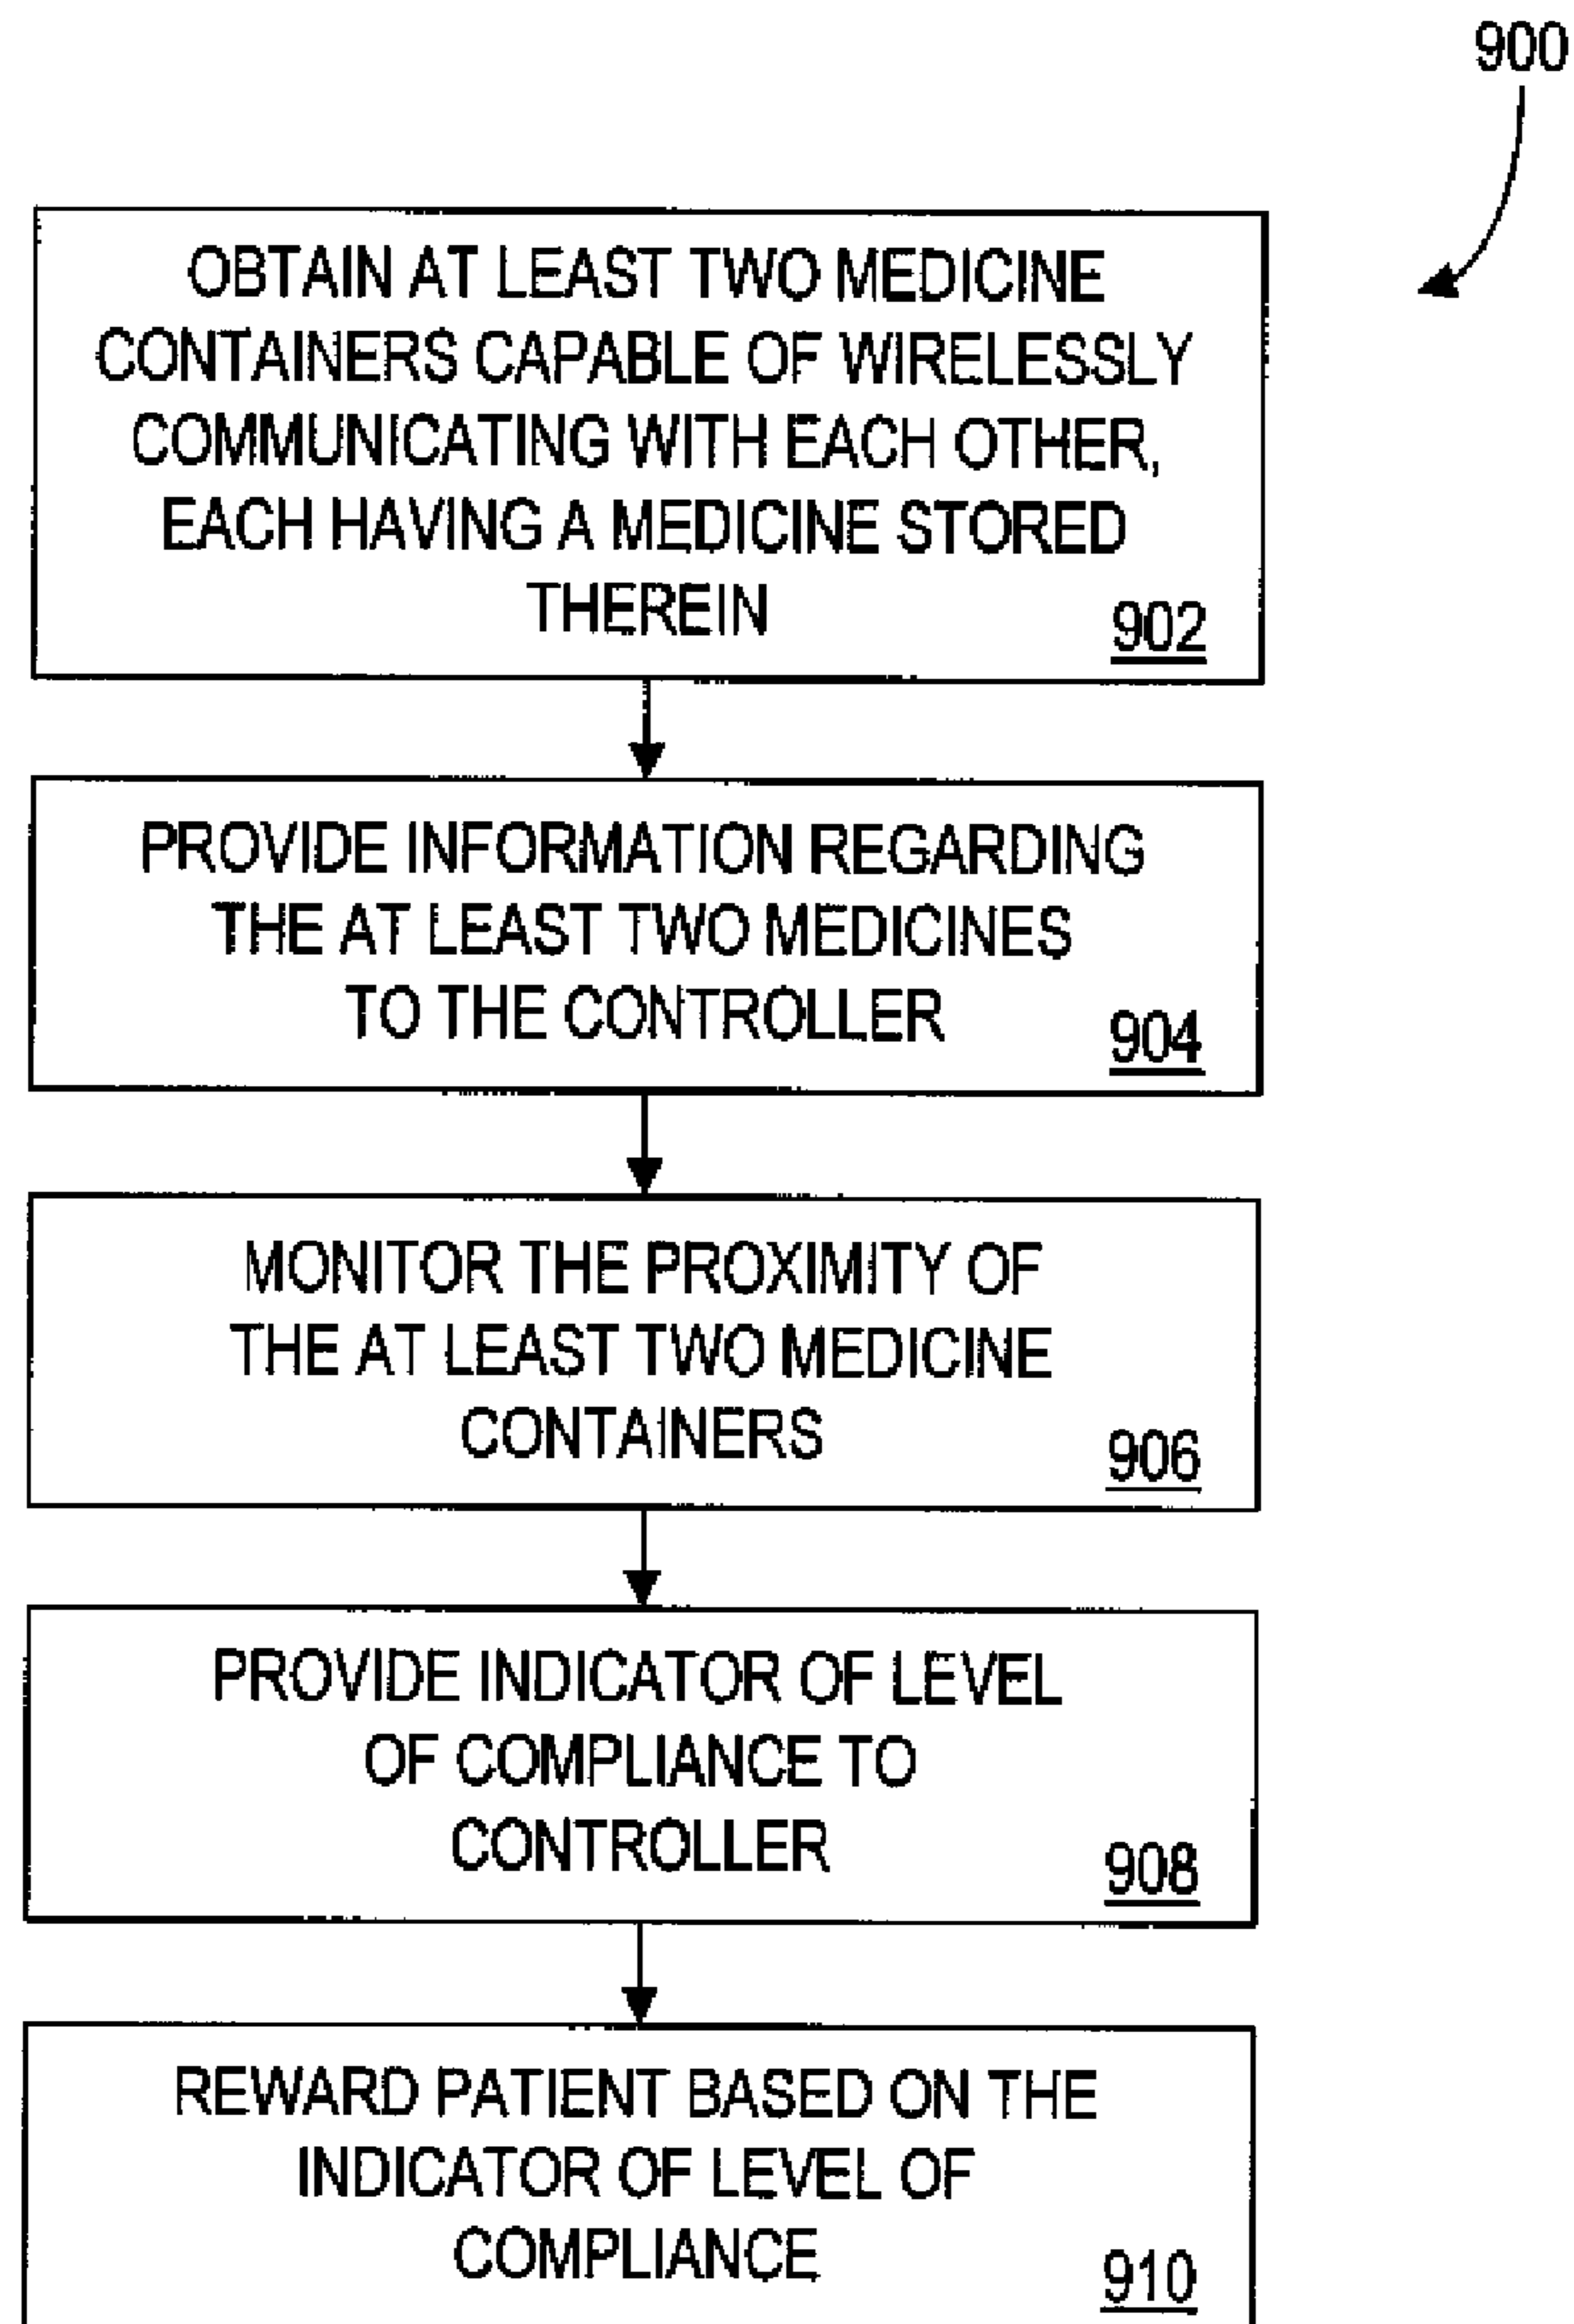 900
OBTAIN AT LEAST TWO MEDICINE
CONTAINERS CAPABLE OF WIRELESSLY
COMMUNICATING WITH EACH OTHER,
EACH HAVING A MEDICINE STORED
THEREIN
902
PROVIDE INFORMATION REGARDING
THE AT LEAST TWO MEDICINES
TO THE CONTROLLER
904
MONITOR THE PROXIMITY OF
THE AT LEAST TWO MEDICINE
CONTAINERS
906
PROVIDE INDICATOR OF LEVEL
OF COMPLIANCE TO
CONTROLLER
908
REWARD PATIENT BASED ON THE
INDICATOR OF LEVEL OF
COMPLIANCE
910